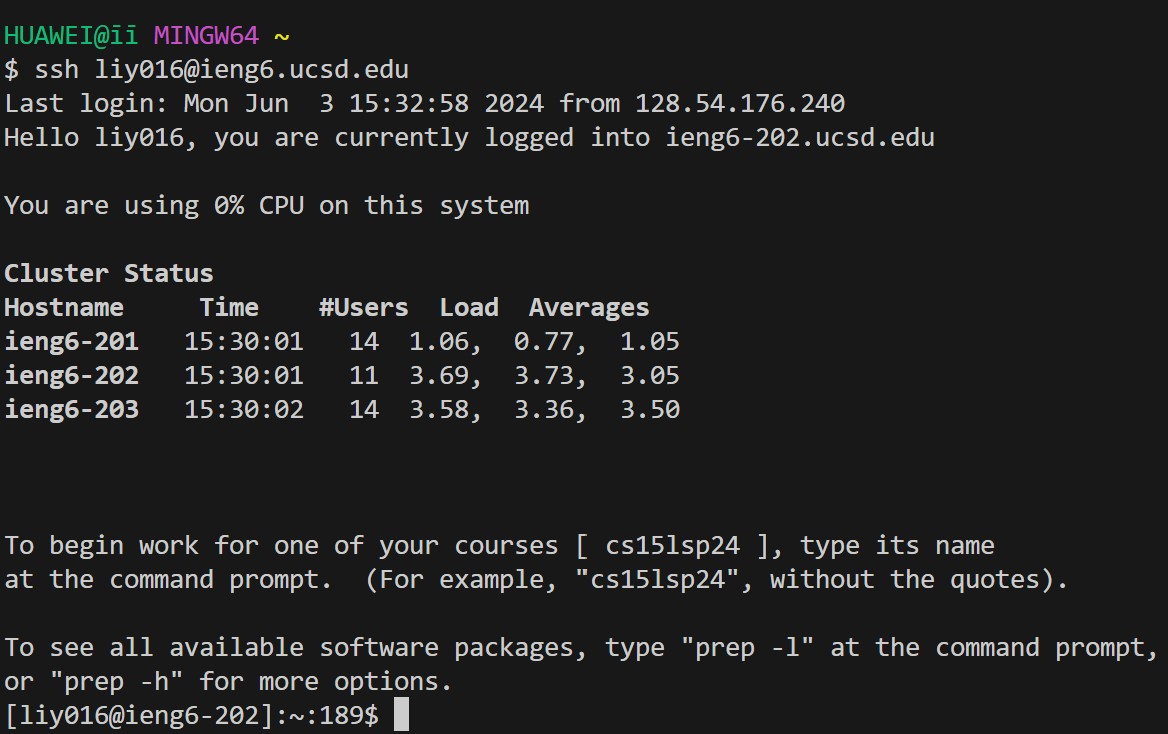 HUAWEI@īī MINGW64 ~
$ ssh liy016@ieng6.ucsd.edu
Last login: Mon Jun  3 15:32:58 2024 from 128.54.176.240
Hello liy016, you are currently logged into ieng6-202.ucsd.edu
You are using 0% CPU on this system
Cluster Status
Hostname     Time    #Users  Load  Averages
ieng6-201   15:30:01   14  1.06,  0.77,  1.05
ieng6-202   15:30:01   11  3.69,  3.73,  3.05
ieng6-203   15:30:02   14  3.58,  3.36,  3.50
To begin work for one of your courses [ cs15lsp24 ], type its name
at the command prompt.  (For example, "cs15lsp24", without the quotes).
To see all available software packages, type "prep -l" at the command prompt,
or "prep -h" for more options.
[liy016@ieng6-202]:~:189$